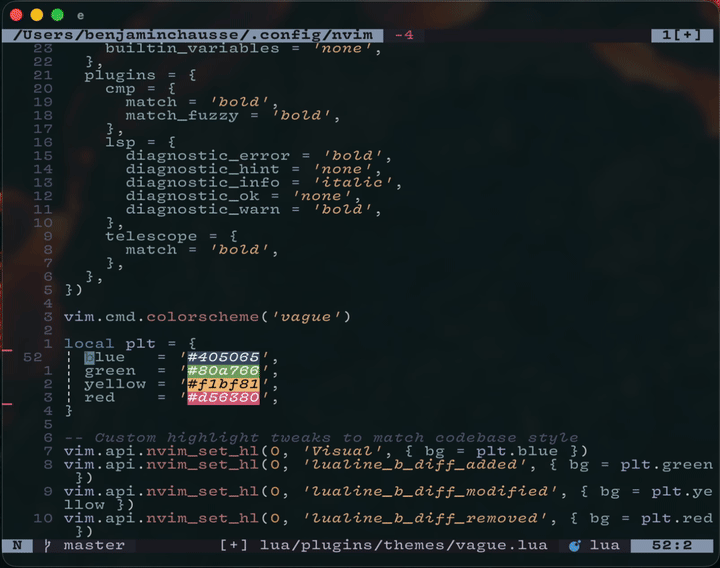 e
/Users/benjaminchausse/.config/nvim -4 1[+]
23 builtin_variables = 'none',
22 },
21 plugins = {
20 cmp = {
19 match = 'bold',
18 match_fuzzy = 'bold',
17 },
16 lsp = {
15 diagnostic_error = 'bold',
14 diagnostic_hint = 'none',
13 diagnostic_info = 'italic',
12 diagnostic_ok = 'none',
11 diagnostic_warn = 'bold',
10 },
9 telescope = {
8 match = 'bold',
7 },
6 },
5 })
4
3 vim.cmd.colorscheme('vague')
2
1 local plt = {
52 blue = '#405065',
1 green = '#80a766',
2 yellow = '#f1bf81',
3 red = '#d56380',
4 }
5
6 -- Custom highlight tweaks to match codebase style
7 vim.api.nvim_set_hl(0, 'Visual', { bg = plt.blue })
8 vim.api.nvim_set_hl(0, 'lualine_b_diff_added', { bg = plt.green
})
9 vim.api.nvim_set_hl(0, 'lualine_b_diff_modified', { bg = plt.ye
llow })
10 vim.api.nvim_set_hl(0, 'lualine_b_diff_removed', { bg = plt.red
})
N master [+] lua/plugins/themes/vague.lua lua 52:2